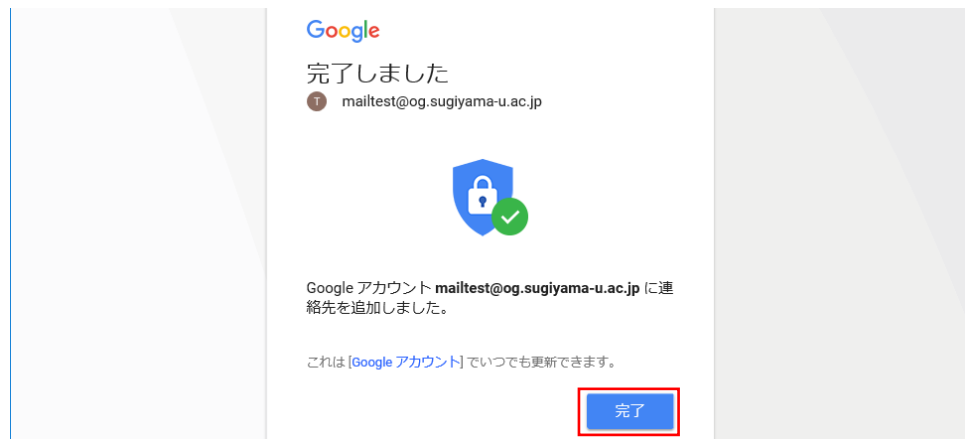 Google
完了しました
T mailtest@og.sugiyama-u.ac.jp
Google アカウント mailtest@og.sugiyama-u.ac.jp に連
絡先を追加しました。
これは [Google アカウント] でいつでも更新できます。
完了